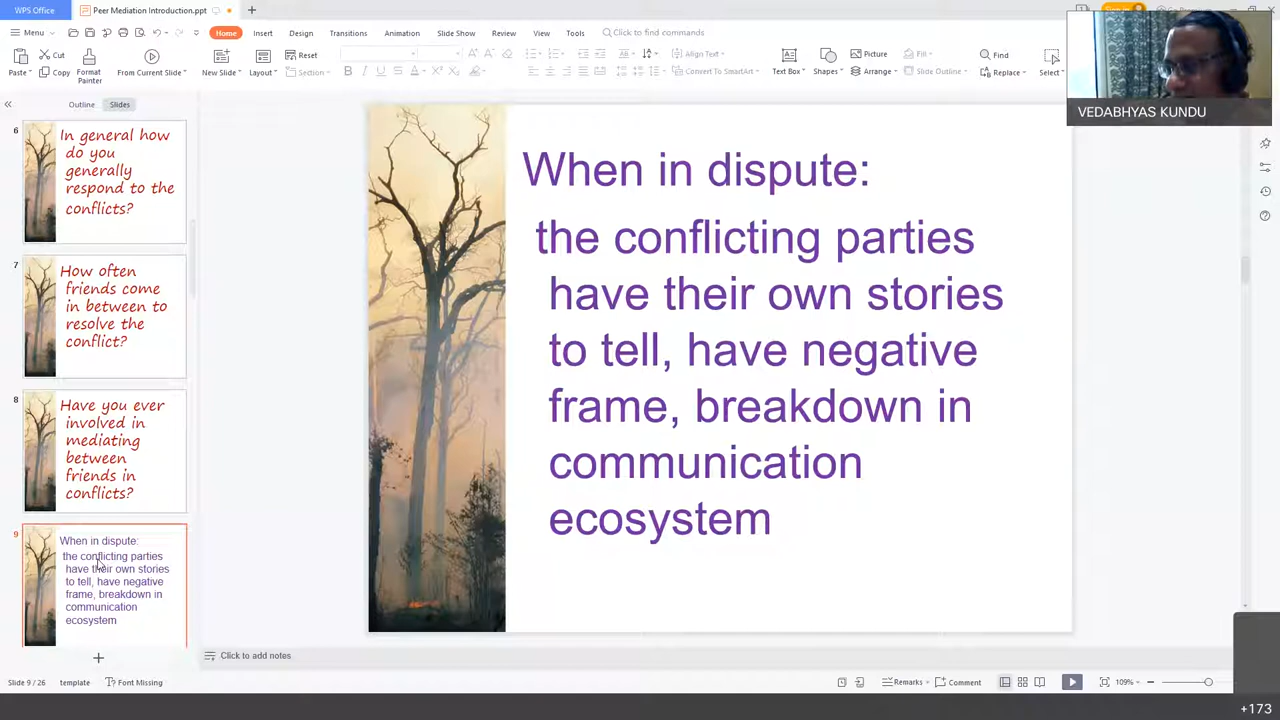 WPS Office
Peer Mediation Introduction.ppt
Menu
Home
Insert
Design
Transitions
Animation
Slide Show
Review
View
Tools
Click to find commands
Paste
Cut
Copy
Format
Painter
From Current Slide
New Slide
Layout
Reset
Section
Align Text
Convert To SmartArt
Text Box
Shapes
Picture
Arrange
Fill
Slide Outline
Find
Replace
Select
VEDABHYAS KUNDU
Outline
Slides
6
In general how
do you
generally
respond to the
conflicts?
7
How often
friends come
in between to
resolve the
conflict?
8
Have you ever
involved in
mediating
between
friends in
conflicts?
9
When in dispute:
the conflicting parties
have their own stories
to tell, have negative
frame, breakdown in
communication
ecosystem
When in dispute:
the conflicting parties
have their own stories
to tell, have negative
frame, breakdown in
communication
ecosystem
Click to add notes
Slide 9 / 26
template
Font Missing
Remarks
Comment
109%
+173